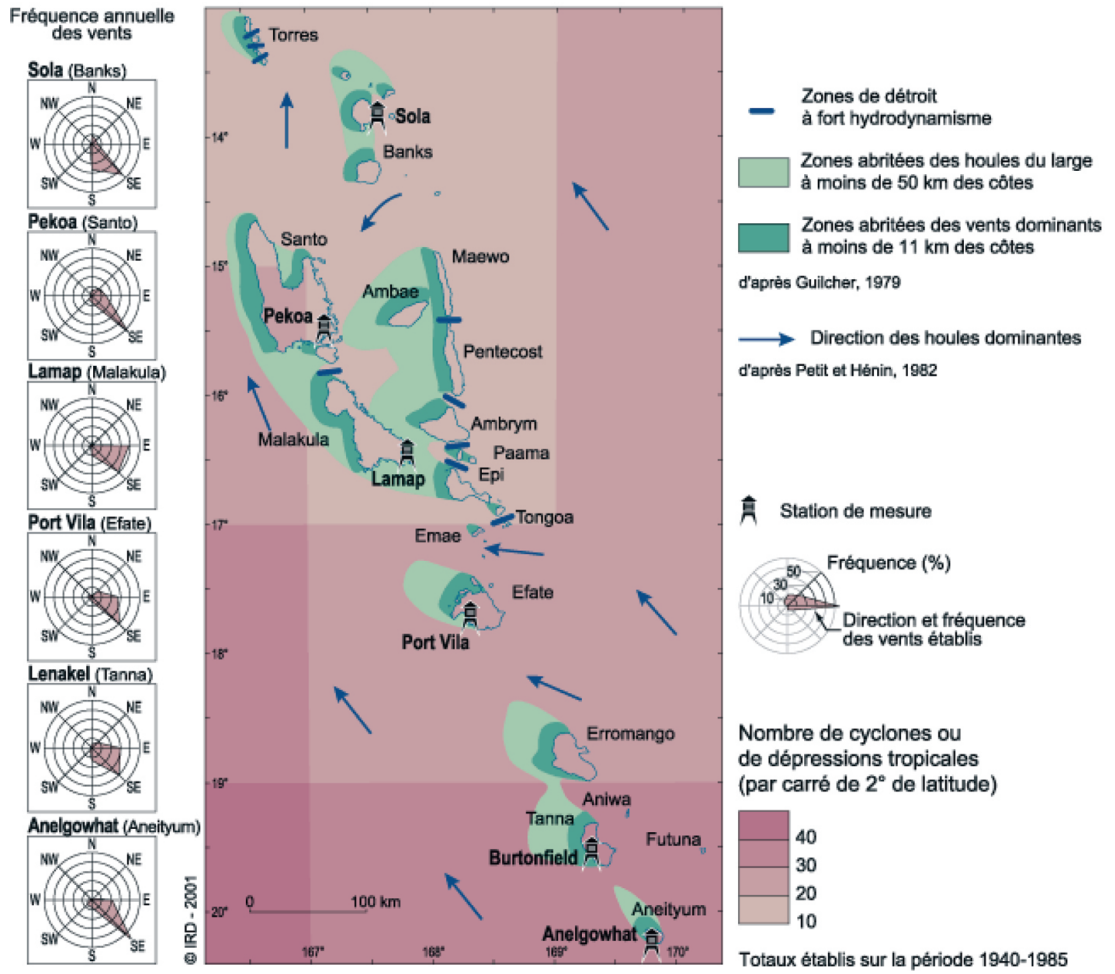 Fréquence annuelle
des vents
Sola (Banks)
N
NW
NE
W
E
SW
SE
S
Pekoa (Santo)
N
NW
NE
W
E
SW
SE
S
Lamap (Malakula)
N
NW
NE
W
E
SW
SE
S
Port Vila (Efate)
N
NW
NE
W
E
SW
SE
S
Lenakel (Tanna)
N
NW
NE
W
E
SW
SE
S
Anelgowhat (Aneityum)
N
NW
NE
W
E
SW
SE
S
© IRD - 2001
Torres
Sola
14°
Banks
Santo
Maewo
15°
Ambae
Pekoa
Pentecost
16°
Ambrym
Malakula
Paama
Lamap
Epi
17°
Tongoa
Emae
Efate
Port Vila
18°
Erromango
19°
Aniwa
Tanna
Futuna
Burtonfield
0
100 km
20°
Aneityum
Anelgowhat
167°
168°
169°
170°
Zones de détroit
à fort hydrodynamisme
Zones abritées des houles du large
à moins de 50 km des côtes
Zones abritées des vents dominants
à moins de 11 km des côtes
d'après Guilcher, 1979
Direction des houles dominantes
d'après Petit et Hénin, 1982
Station de mesure
Fréquence (%)
50
30
10
Direction et fréquence
des vents établis
Nombre de cyclones ou
de dépressions tropicales
(par carré de 2° de latitude)
40
30
20
10
Totaux établis sur la période 1940-1985